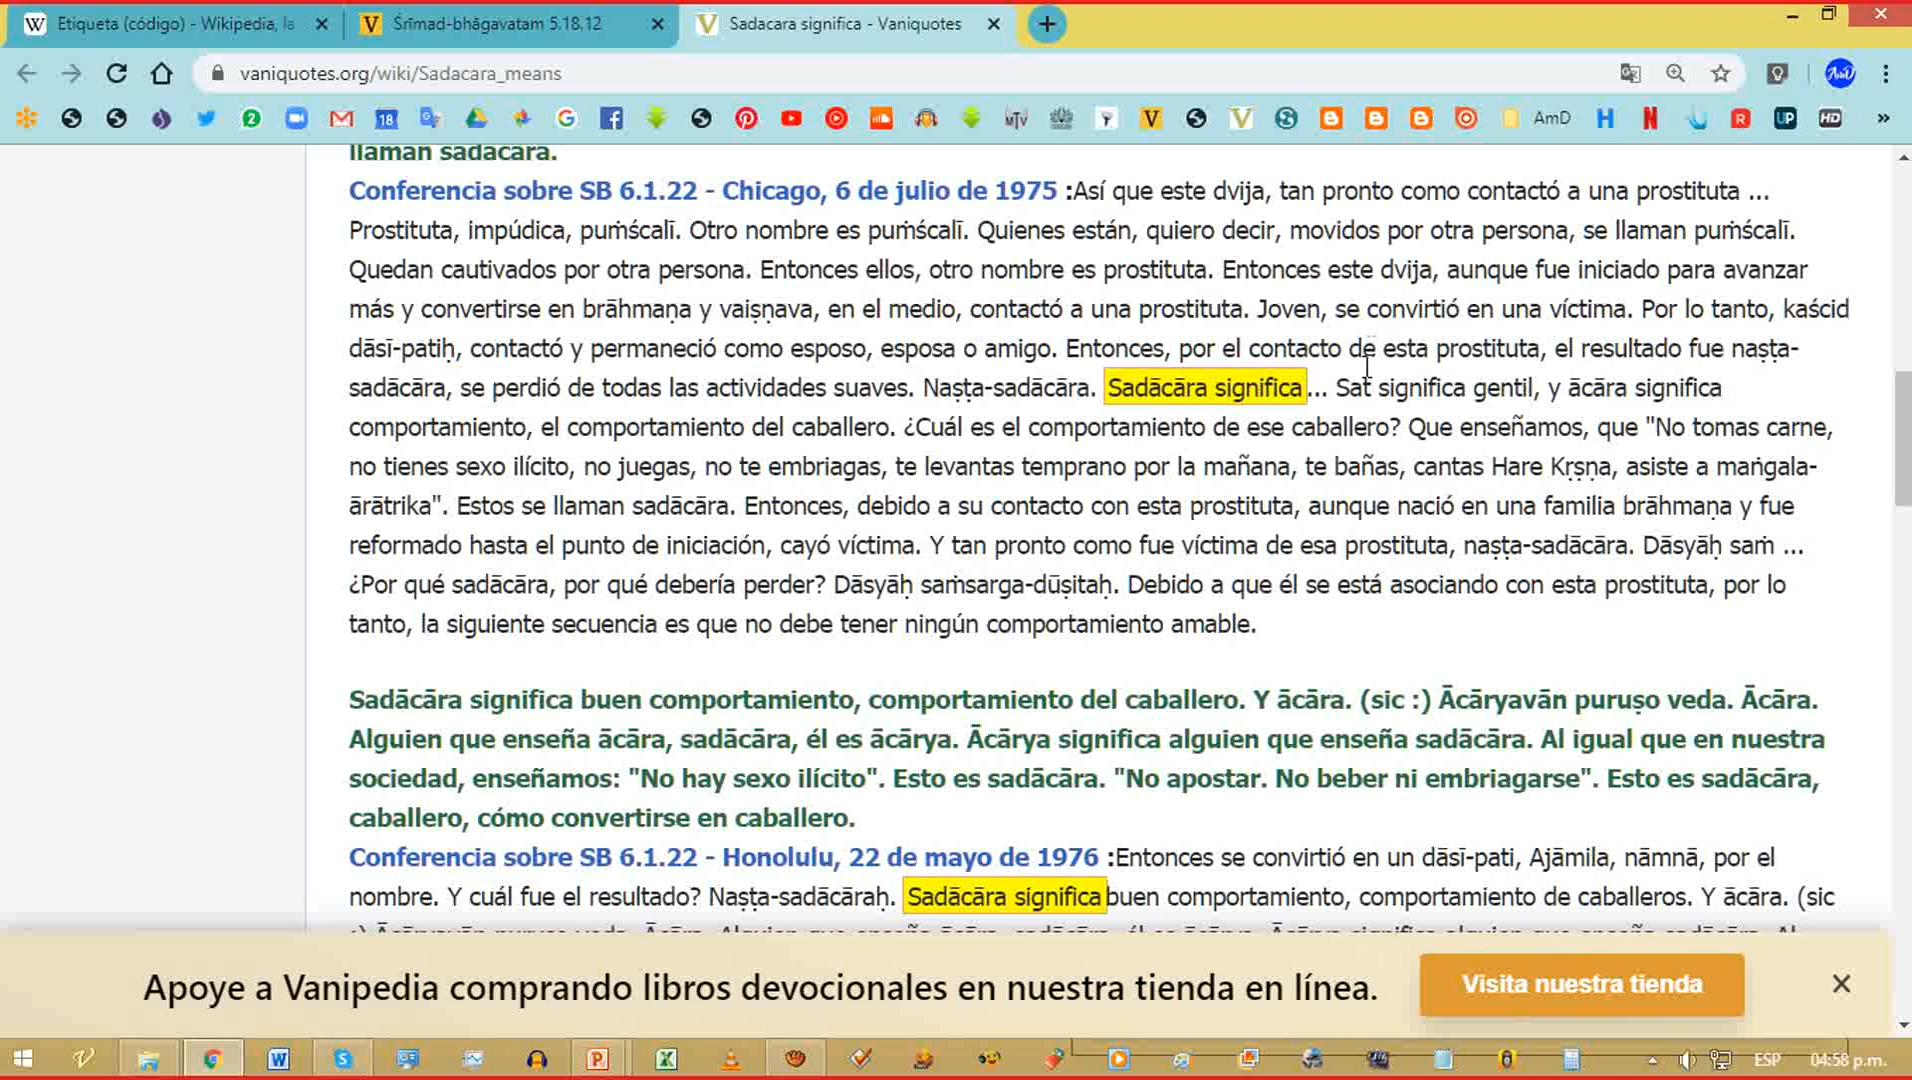 Etiqueta (código) - Wikipedia, la
Śrīmad-bhāgavatam 5.18.12
Sadacara significa - Vaniquotes
vaniquotes.org/wiki/Sadacara_means
AmD
llaman sadācāra.
Conferencia sobre SB 6.1.22 - Chicago, 6 de julio de 1975 :Así que este dvija, tan pronto como contactó a una prostituta ...
Prostituta, impúdica, puṁścalī. Otro nombre es puṁścalī. Quienes están, quiero decir, movidos por otra persona, se llaman puṁścalī.
Quedan cautivados por otra persona. Entonces ellos, otro nombre es prostituta. Entonces este dvija, aunque fue iniciado para avanzar
más y convertirse en brāhmaṇa y vaiṣṇava, en el medio, contactó a una prostituta. Joven, se convirtió en una víctima. Por lo tanto, kaścid
dāsī-patiḥ, contactó y permaneció como esposo, esposa o amigo. Entonces, por el contacto de esta prostituta, el resultado fue naṣṭa-
sadācāra, se perdió de todas las actividades suaves. Naṣṭa-sadācāra. Sadācāra significa... Sat significa gentil, y ācāra significa
comportamiento, el comportamiento del caballero. ¿Cuál es el comportamiento de ese caballero? Que enseñamos, que "No tomas carne,
no tienes sexo ilícito, no juegas, no te embriagas, te levantas temprano por la mañana, te bañas, cantas Hare Kṛṣṇa, asiste a maṅgala-
ārātrika". Estos se llaman sadācāra. Entonces, debido a su contacto con esta prostituta, aunque nació en una familia brāhmaṇa y fue
reformado hasta el punto de iniciación, cayó víctima. Y tan pronto como fue víctima de esa prostituta, naṣṭa-sadācāra. Dāsyāḥ saṁ ...
¿Por qué sadācāra, por qué debería perder? Dāsyāḥ saṁsarga-dūṣitaḥ. Debido a que él se está asociando con esta prostituta, por lo
tanto, la siguiente secuencia es que no debe tener ningún comportamiento amable.
Sadācāra significa buen comportamiento, comportamiento del caballero. Y ācāra. (sic :) Ācāryavān puruṣo veda. Ācāra.
Alguien que enseña ācāra, sadācāra, él es ācārya. Ācārya significa alguien que enseña sadācāra. Al igual que en nuestra
sociedad, enseñamos: "No hay sexo ilícito". Esto es sadācāra. "No apostar. No beber ni embriagarse". Esto es sadācāra,
caballero, cómo convertirse en caballero.
Conferencia sobre SB 6.1.22 - Honolulu, 22 de mayo de 1976 :Entonces se convirtió en un dāsī-pati, Ajāmila, nāmnā, por el
nombre. Y cuál fue el resultado? Naṣṭa-sadācāraḥ. Sadācāra significa buen comportamiento, comportamiento de caballeros. Y ācāra. (sic
Apoye a Vanipedia comprando libros devocionales en nuestra tienda en línea.
Visita nuestra tienda
ESP
04:58 p.m.